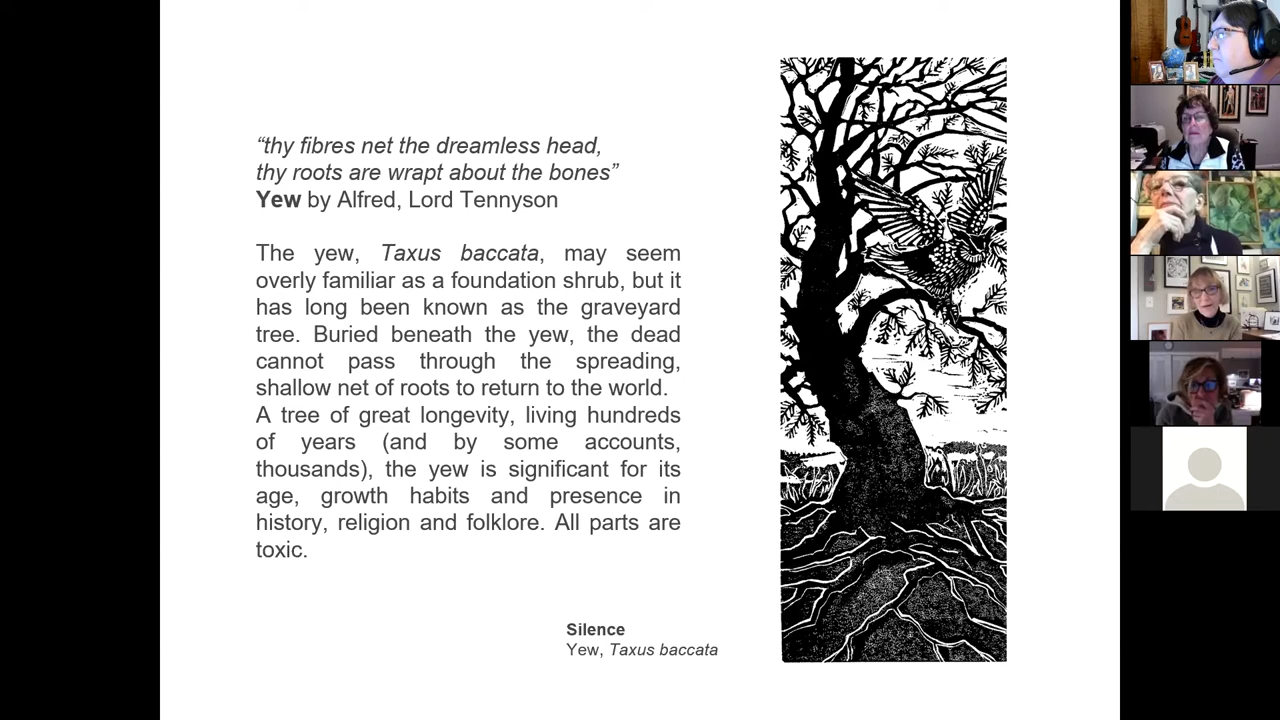 “thy fibres net the dreamless head,
thy roots are wrapt about the bones”
Yew by Alfred, Lord Tennyson
The yew, Taxus baccata, may seem
overly familiar as a foundation shrub, but it
has long been known as the graveyard
tree. Buried beneath the yew, the dead
cannot pass through the spreading,
shallow net of roots to return to the world.
A tree of great longevity, living hundreds
of years (and by some accounts,
thousands), the yew is significant for its
age, growth habits and presence in
history, religion and folklore. All parts are
toxic.
Silence
Yew, Taxus baccata